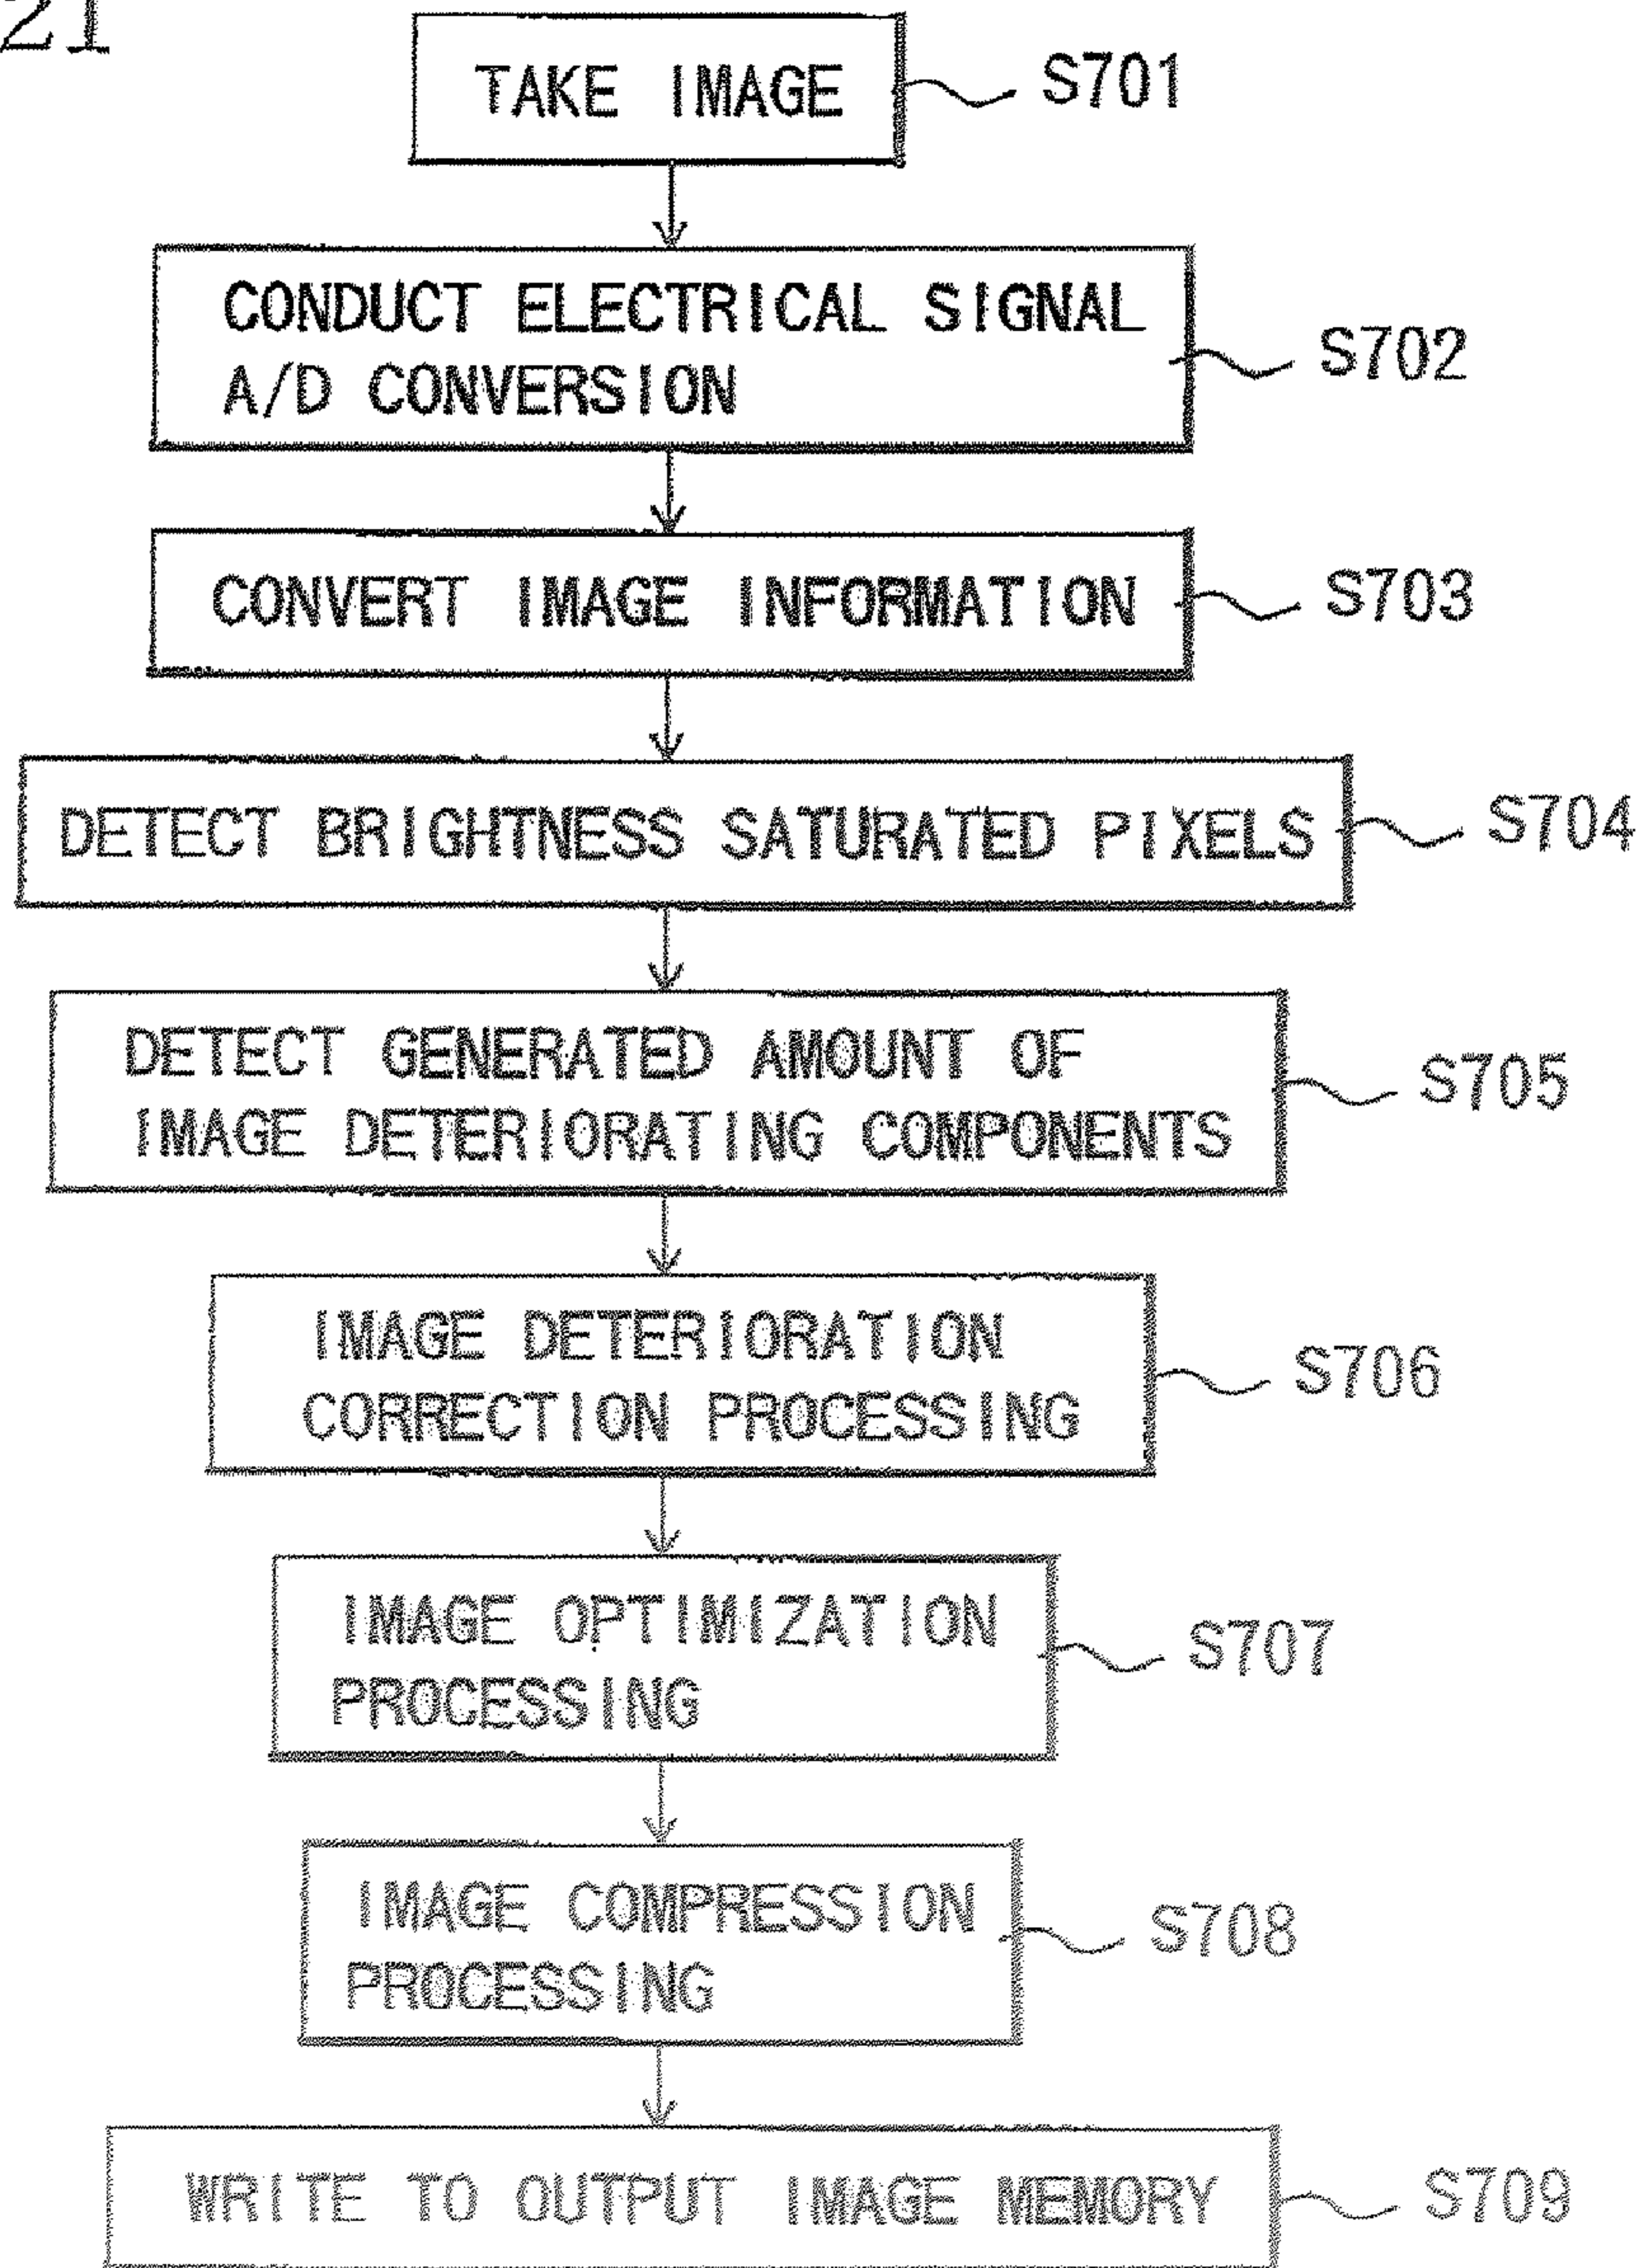 21
TAKE IMAGE
S701
CONDUCT ELECTRICAL SIGNAL
A/D CONVERSION
S702
CONVERT IMAGE INFORMATION
S703
DETECT BRIGHTNESS SATURATED PIXELS
S704
DETECT GENERATED AMOUNT OF
IMAGE DETERIORATING COMPONENTS
S705
IMAGE DETERIORATION
CORRECTION PROCESSING
S706
IMAGE OPTIMIZATION
PROCESSING
S707
IMAGE COMPRESSION
PROCESSING
S708
WRITE TO OUTPUT IMAGE MEMORY
S709